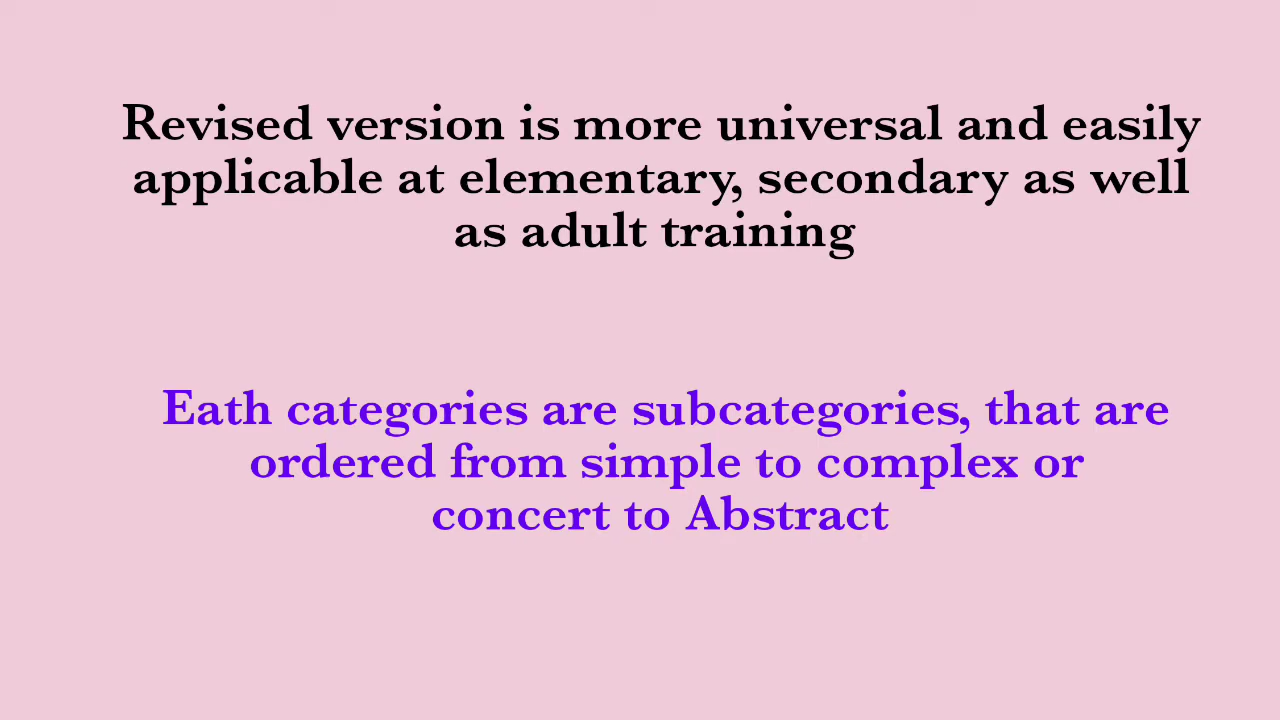 Revised version is more universal and easily
applicable at elementary, secondary as well
as adult training
Eath categories are subcategories, that are
ordered from simple to complex or
concert to Abstract